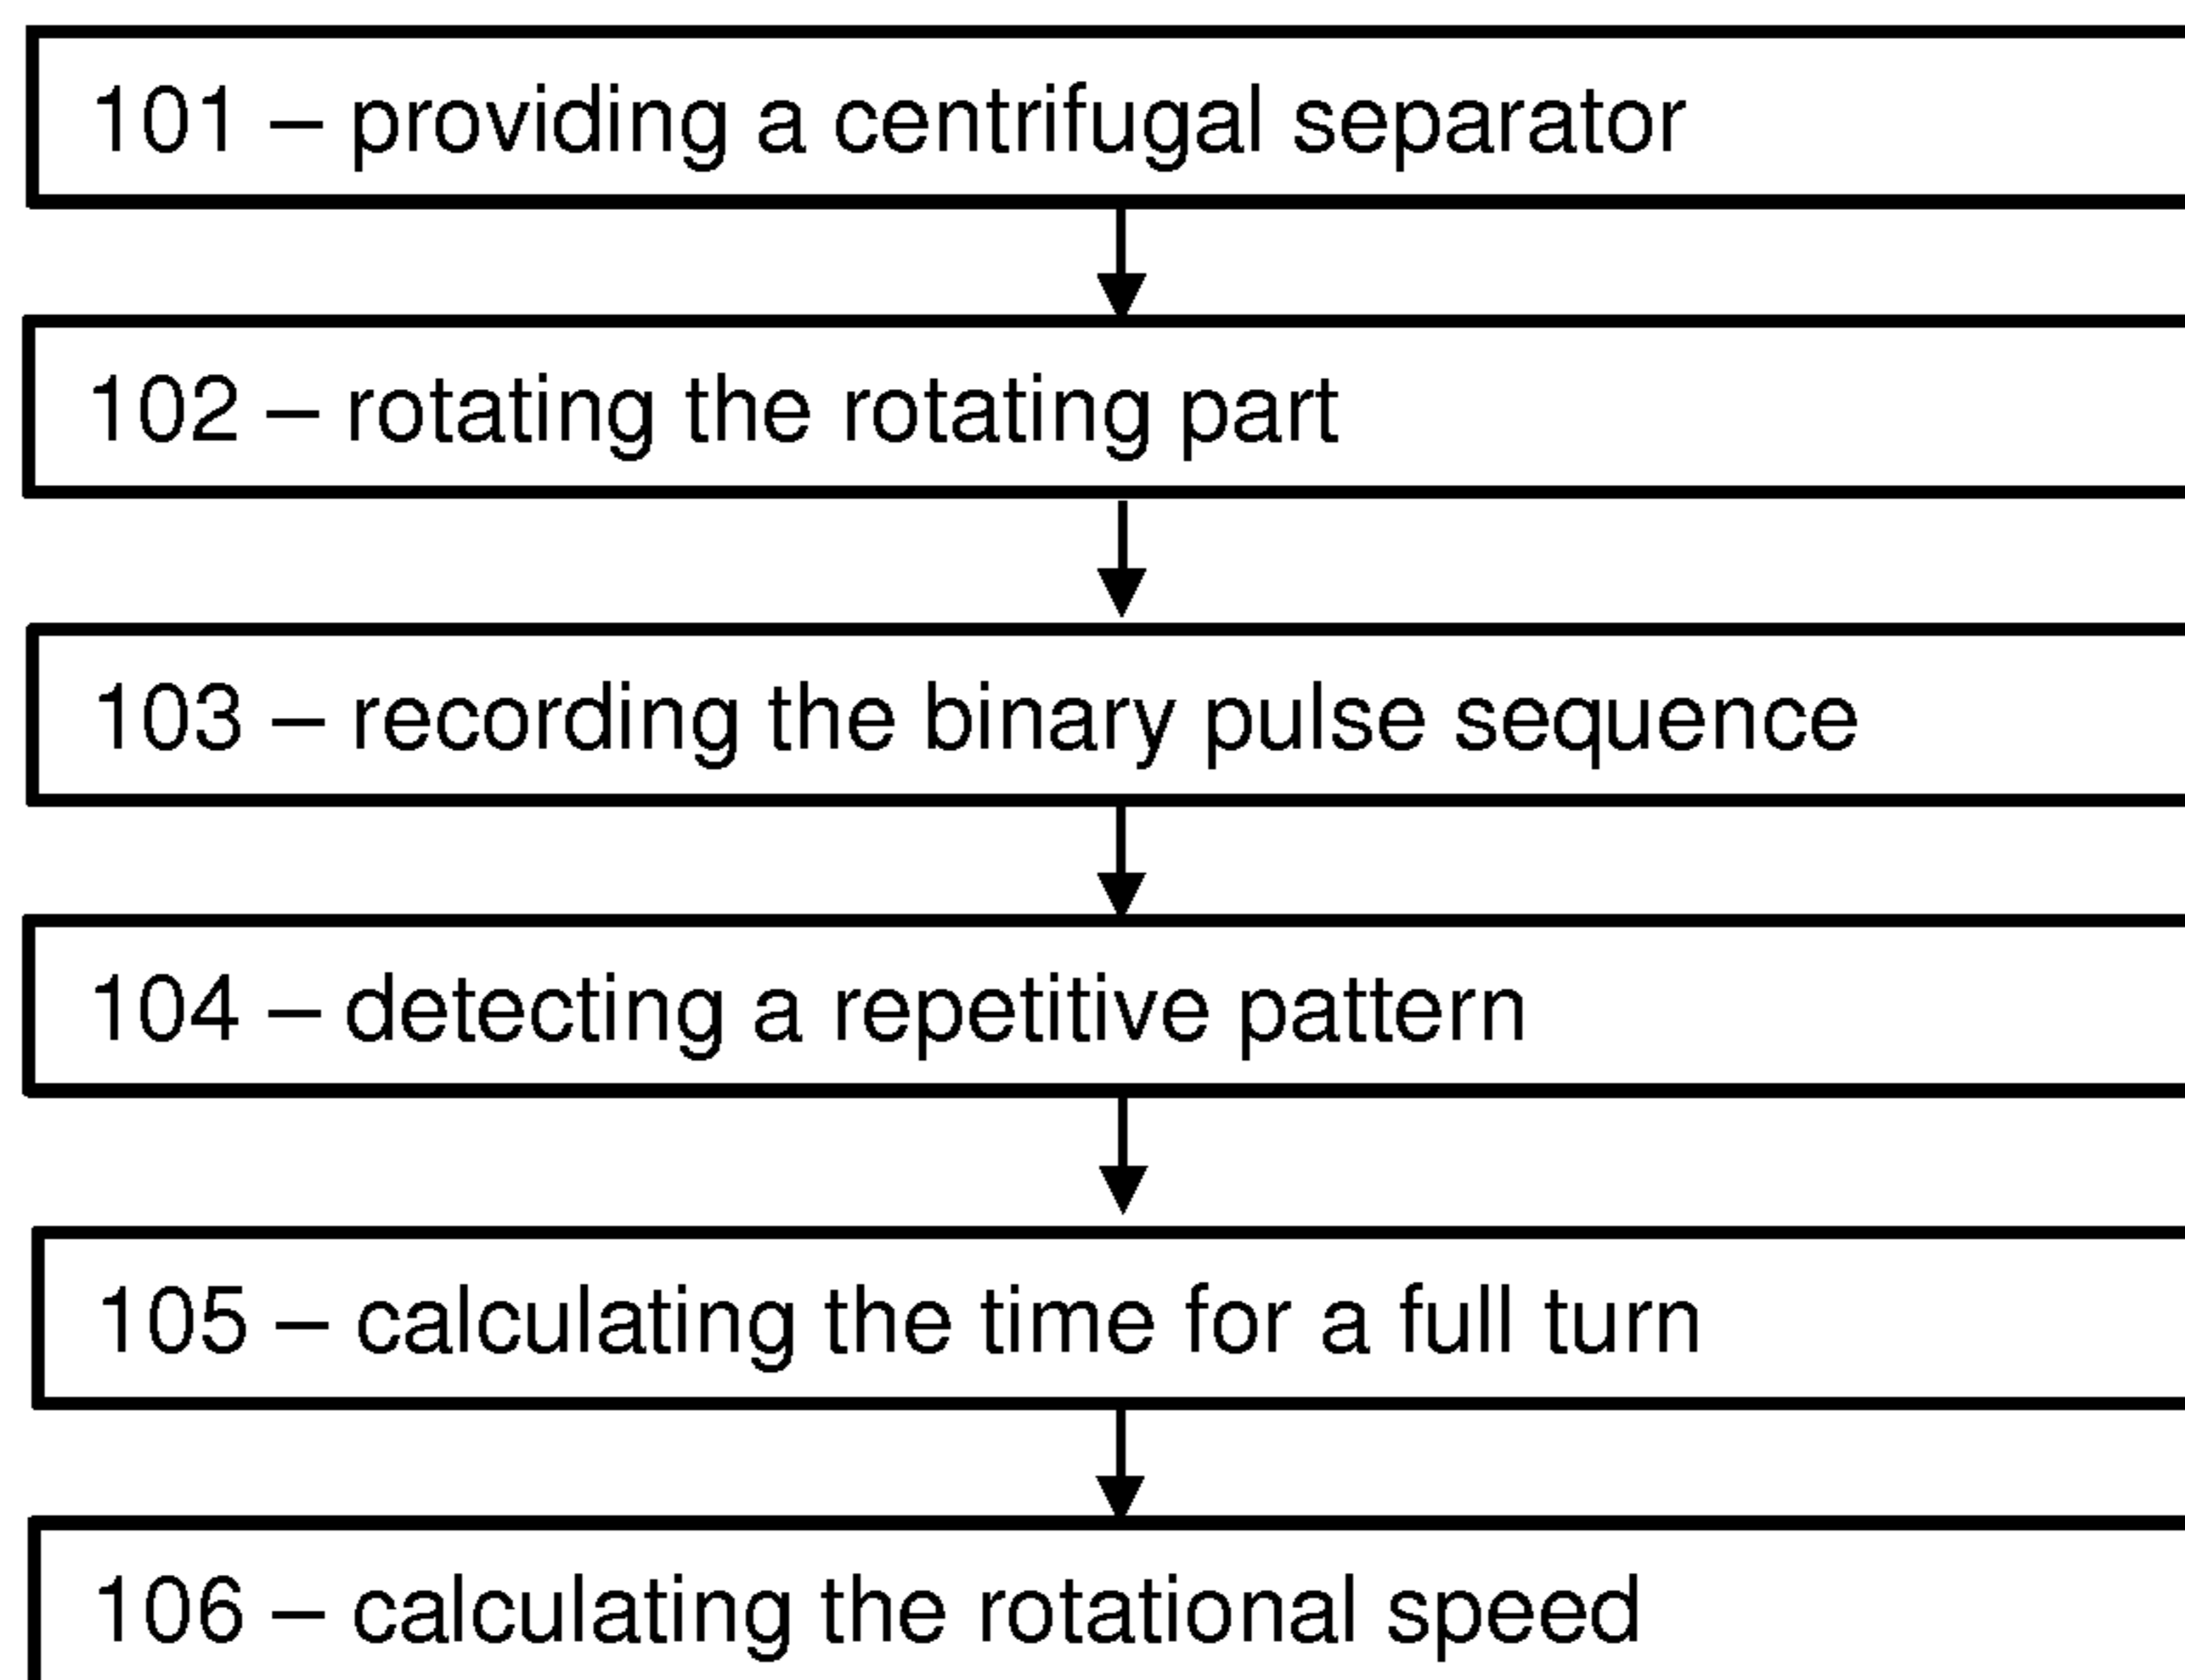 101 – providing a centrifugal separator
102 – rotating the rotating part
103 – recording the binary pulse sequence
104 – detecting a repetitive pattern
105 – calculating the time for a full turn
106 – calculating the rotational speed